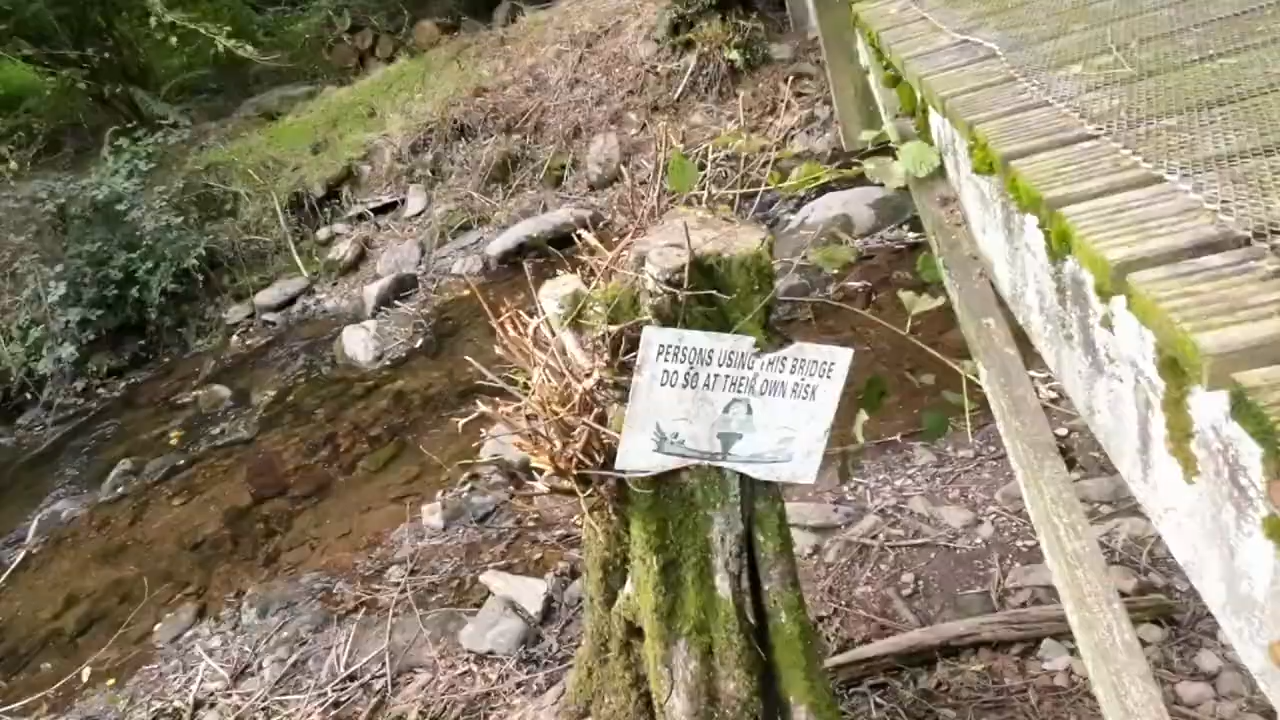 PERSONS USING THIS BRIDGE
DO SO AT THEIR OWN RISK